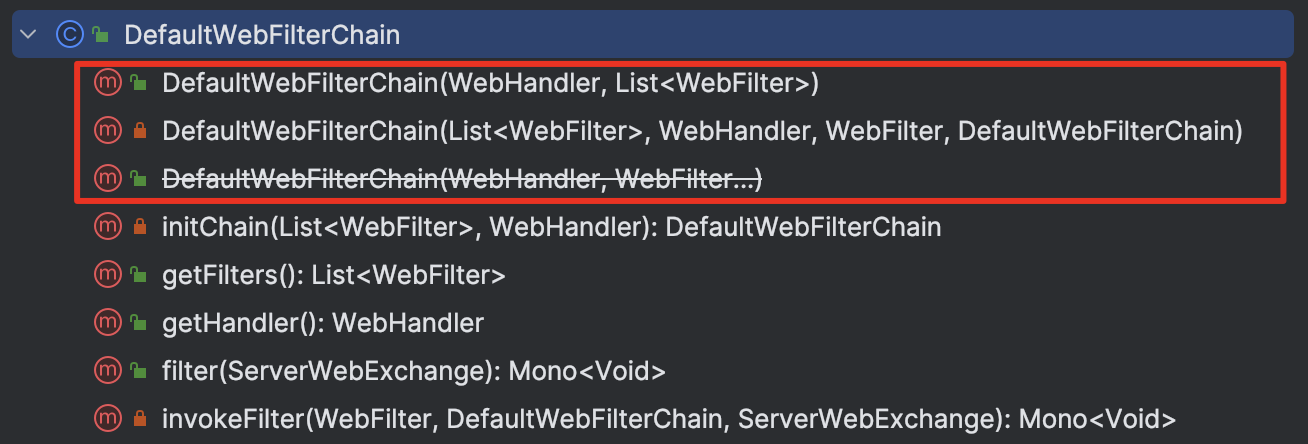 DefaultWebFilterChain
DefaultWebFilterChain(WebHandler, List<WebFilter>)
DefaultWebFilterChain(List<WebFilter>, WebHandler, WebFilter, DefaultWebFilterChain)
DefaultWebFilterChain(WebHandler, WebFilter...)
initChain(List<WebFilter>, WebHandler): DefaultWebFilterChain
getFilters(): List<WebFilter>
getHandler(): WebHandler
filter(ServerWebExchange): Mono<Void>
invokeFilter(WebFilter, DefaultWebFilterChain, ServerWebExchange): Mono<Void>